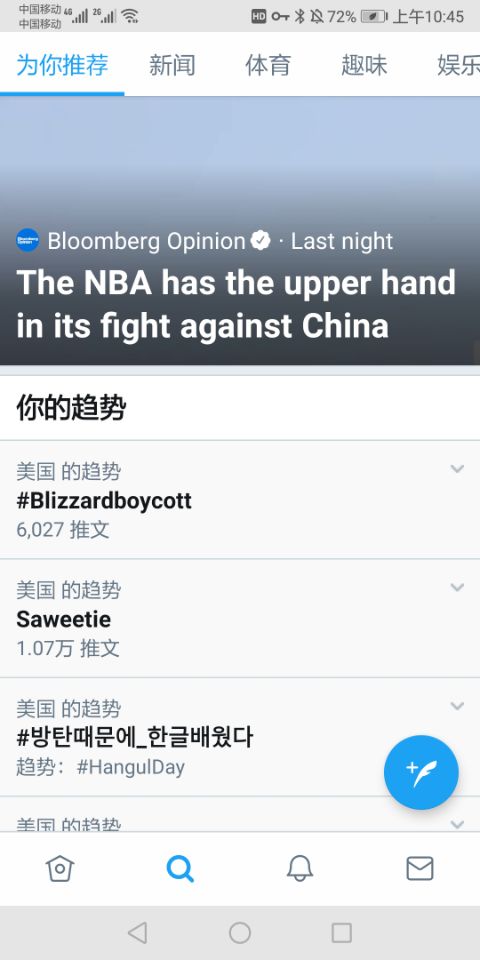 中国移动 4G 2G
中国移动
HD 72% 上午10:45
为你推荐 新闻 体育 趣味 娱乐
Bloomberg Opinion · Last night
The NBA has the upper hand
in its fight against China
你的趋势
美国 的趋势
#Blizzardboycott
6,027 推文
美国 的趋势
Saweetie
1.07万 推文
美国 的趋势
#방탄때문에_한글배웠다
趋势：#HangulDay
美国 的趋势